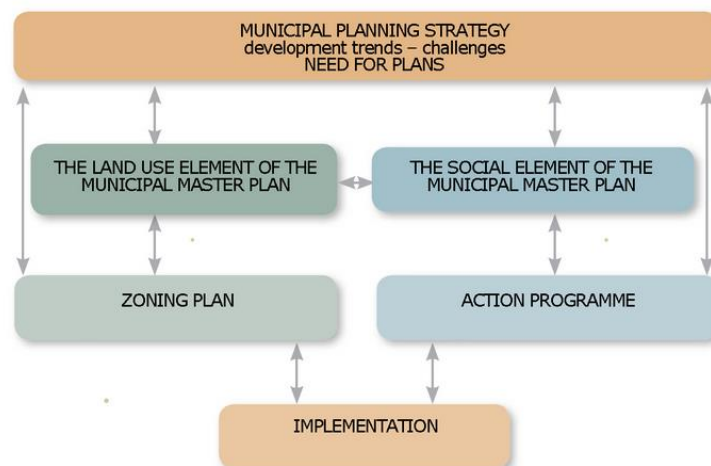 MUNICIPAL PLANNING STRATEGY
development trends – challenges
NEED FOR PLANS
THE LAND USE ELEMENT OF THE
MUNICIPAL MASTER PLAN
THE SOCIAL ELEMENT OF THE
MUNICIPAL MASTER PLAN
ZONING PLAN
ACTION PROGRAMME
IMPLEMENTATION